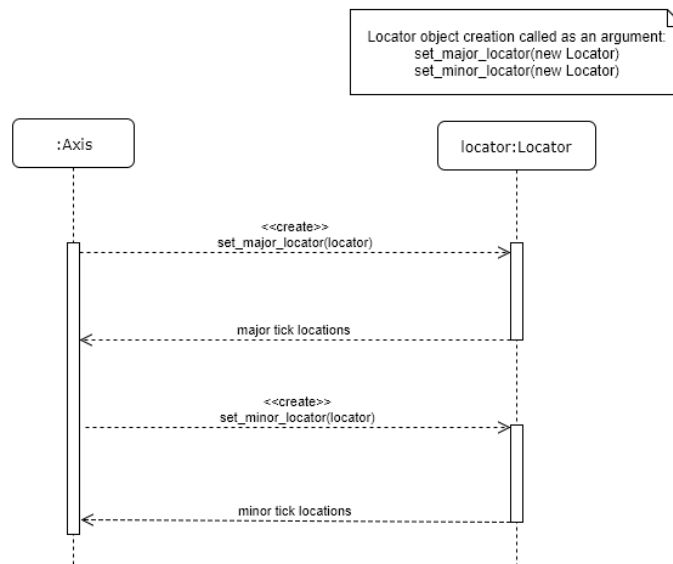 Locator object creation called as an argument:
set_major_locator(new Locator)
set_minor_locator(new Locator)
:Axis
locator:Locator
<<create>>
set_major_locator(locator)
major tick locations
<<create>>
set_minor_locator(locator)
minor tick locations